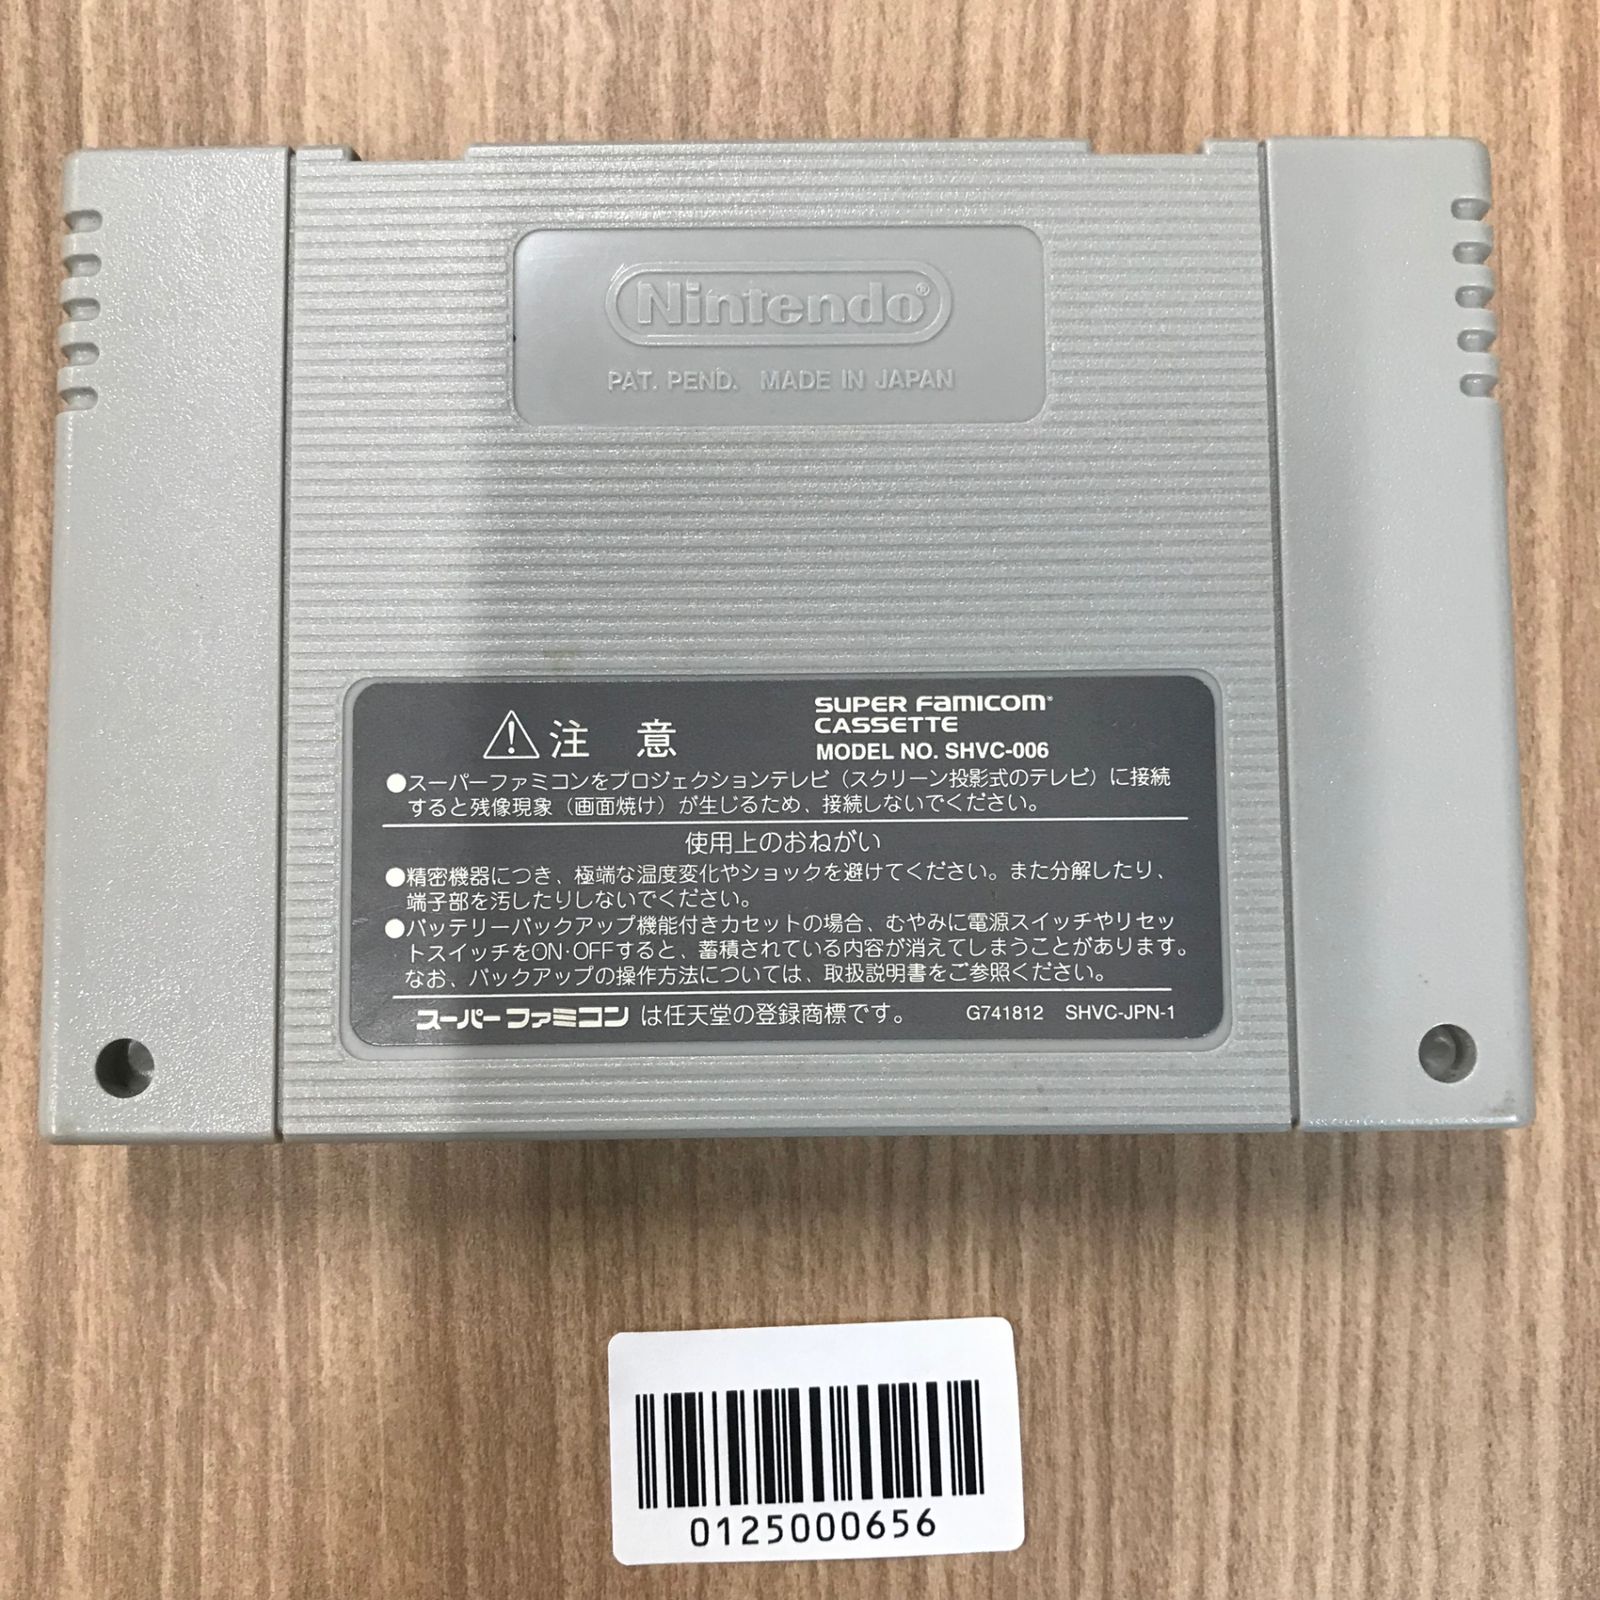 Nintendo®
PAT. PEND. MADE IN JAPAN
注 意
SUPER FAMICOM®
CASSETTE
MODEL NO. SHVC-006
●スーパーファミコンをプロジェクションテレビ(スクリーン投影式のテレビ)に接続
すると残像現象(画面焼け)が生じるため、接続しないでください。
使用上のおねがい
●精密機器につき、極端な温度変化やショックを避けてください。また分解したり、
端子部を汚したりしないでください。
●バッテリーバックアップ機能付きカセットの場合、むやみに電源スイッチやリセッ
トスイッチをON・OFFすると、蓄積されている内容が消えてしまうことがあります。
なお、バックアップの操作方法については、取扱説明書をご参照ください。
スーパーファミコン は任天堂の登録商標です。 G741812 SHVC-JPN-1
0125000656